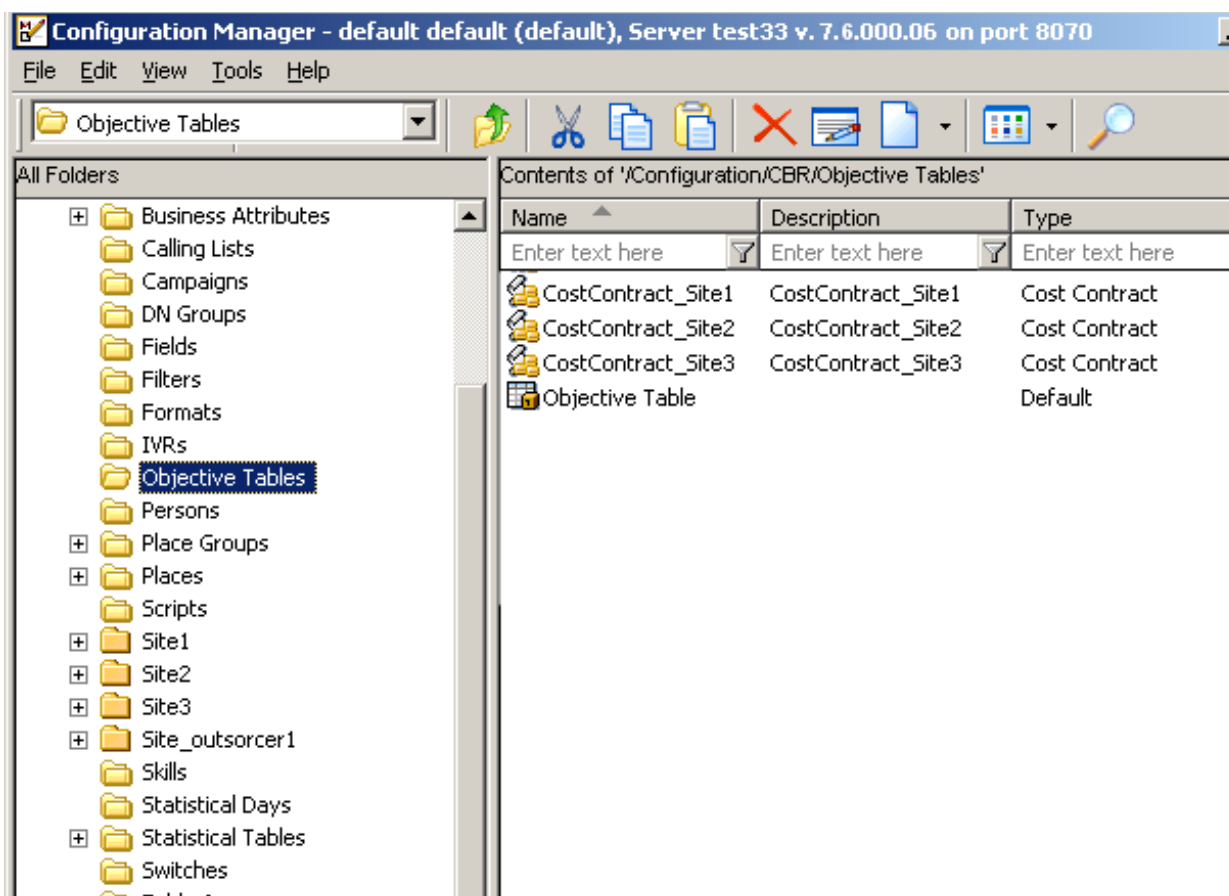 Configuration Manager - default default (default), Server test33 v. 7.6.000.06 on port 8070
File Edit View Tools Help
Objective Tables
All Folders
Business Attributes
Calling Lists
Campaigns
DN Groups
Fields
Filters
Formats
IVRs
Objective Tables
Persons
Place Groups
Places
Scripts
Site1
Site2
Site3
Site_outsorcer1
Skills
Statistical Days
Statistical Tables
Switches
Contents of '/Configuration/CBR/Objective Tables'
Name Description Type
Enter text here Enter text here Enter text here
CostContract_Site1 CostContract_Site1 Cost Contract
CostContract_Site2 CostContract_Site2 Cost Contract
CostContract_Site3 CostContract_Site3 Cost Contract
Objective Table Default